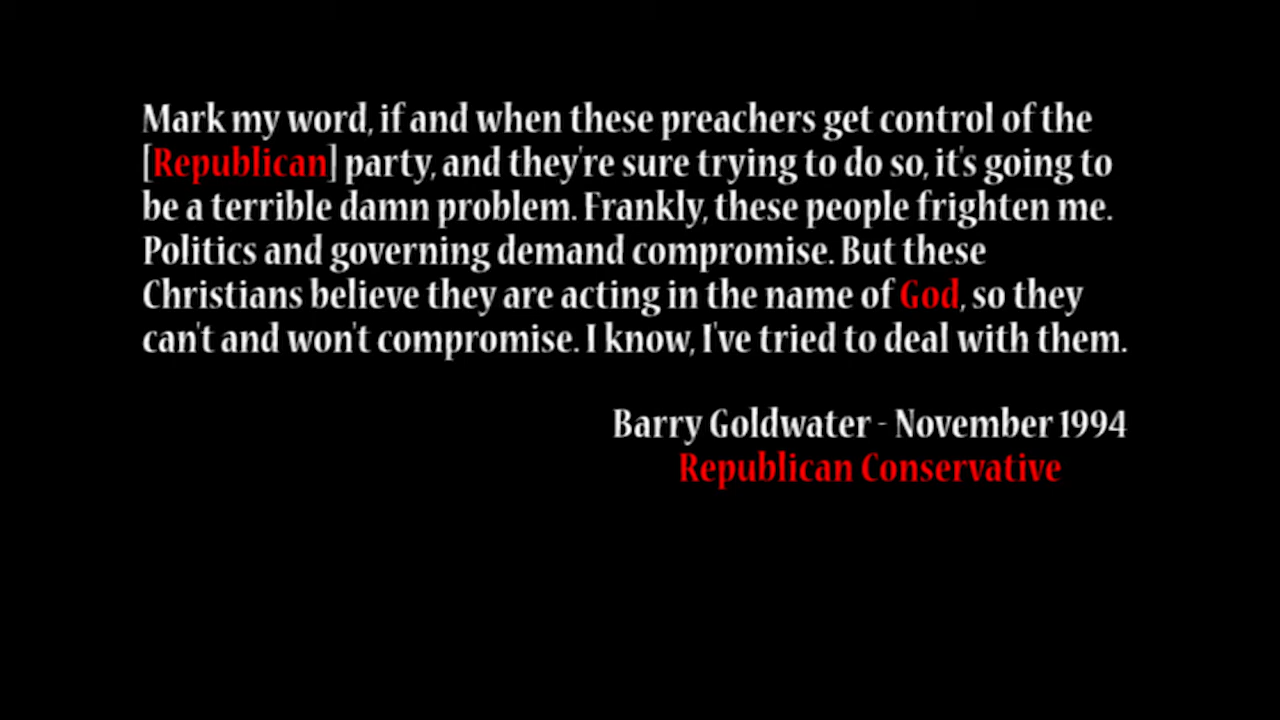 Mark my word, if and when these preachers get control of the
[Republican] party, and they're sure trying to do so, it's going to
be a terrible damn problem. Frankly, these people frighten me.
Politics and governing demand compromise. But these
Christians believe they are acting in the name of God, so they
can't and won't compromise. I know, I've tried to deal with them.
Barry Goldwater - November 1994
Republican Conservative